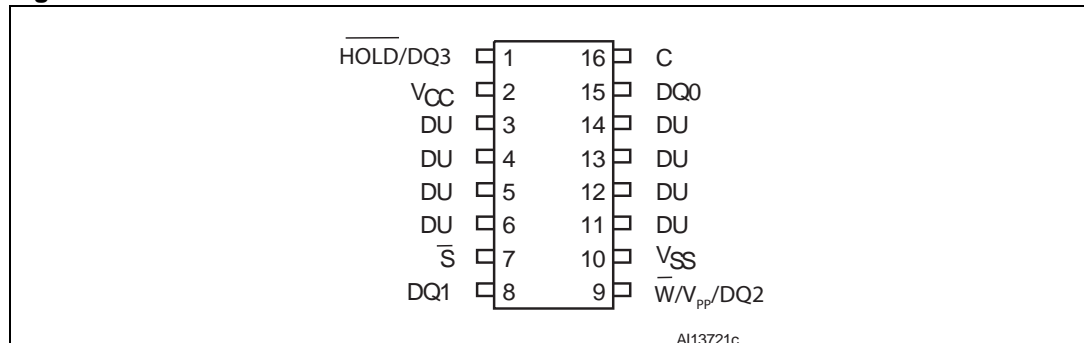 H̅O̅L̅D̅/DQ3 1 16 C
VCC 2 15 DQ0
DU 3 14 DU
DU 4 13 DU
DU 5 12 DU
DU 6 11 DU
S̅ 7 10 VSS
DQ1 8 9 W̅/Vpp/DQ2
AI13721c